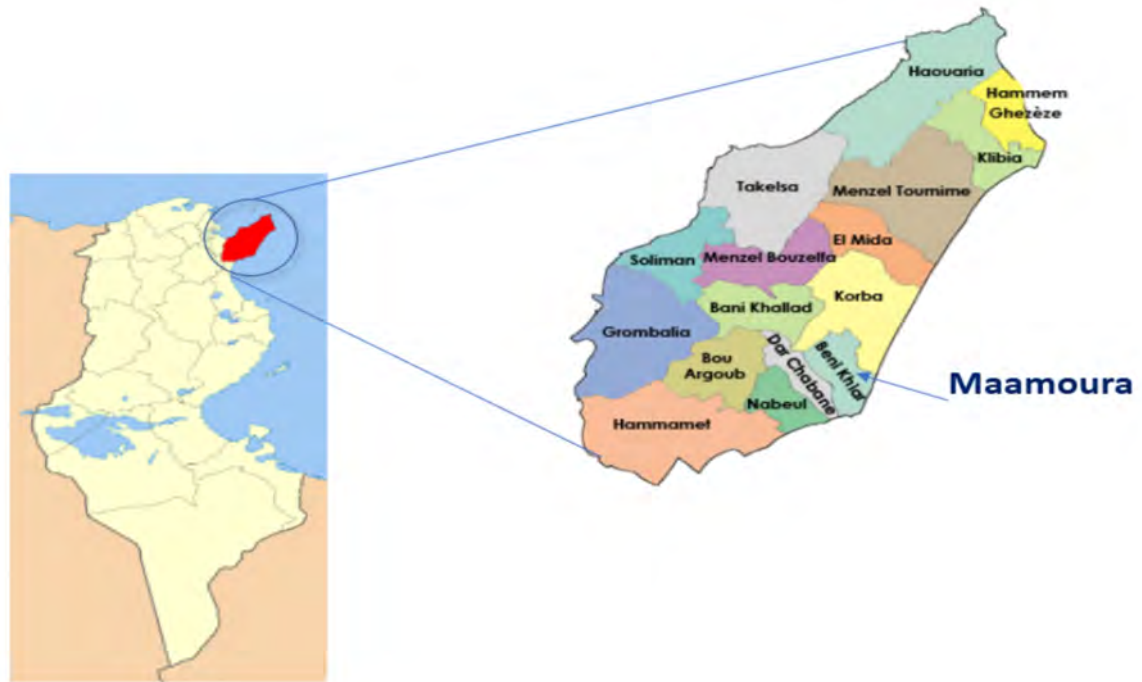 Haouaria
Hammem
Ghezèze
Klibia
Takelsa
Menzel Toumime
El Mida
Soliman
Menzel Bouzelfa
Korba
Bani Khallad
Grombalia
Bou
Argoub
Dar Chabane
Beni Khiar
Maamoura
Nabeul
Hammamet